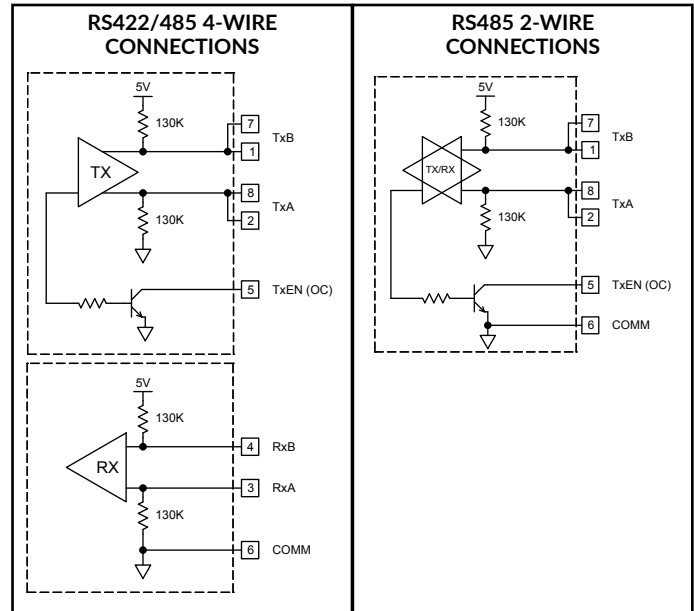 RS422/485 4-WIRE
CONNECTIONS
5V
130K
7
TxB
1
TX
8
TxA
130K
2
5
TxEN (OC)
5V
130K
4
RxB
RX
3
RxA
130K
6
COMM
RS485 2-WIRE
CONNECTIONS
5V
130K
7
TxB
1
TX/RX
8
TxA
130K
2
5
TxEN (OC)
6
COMM